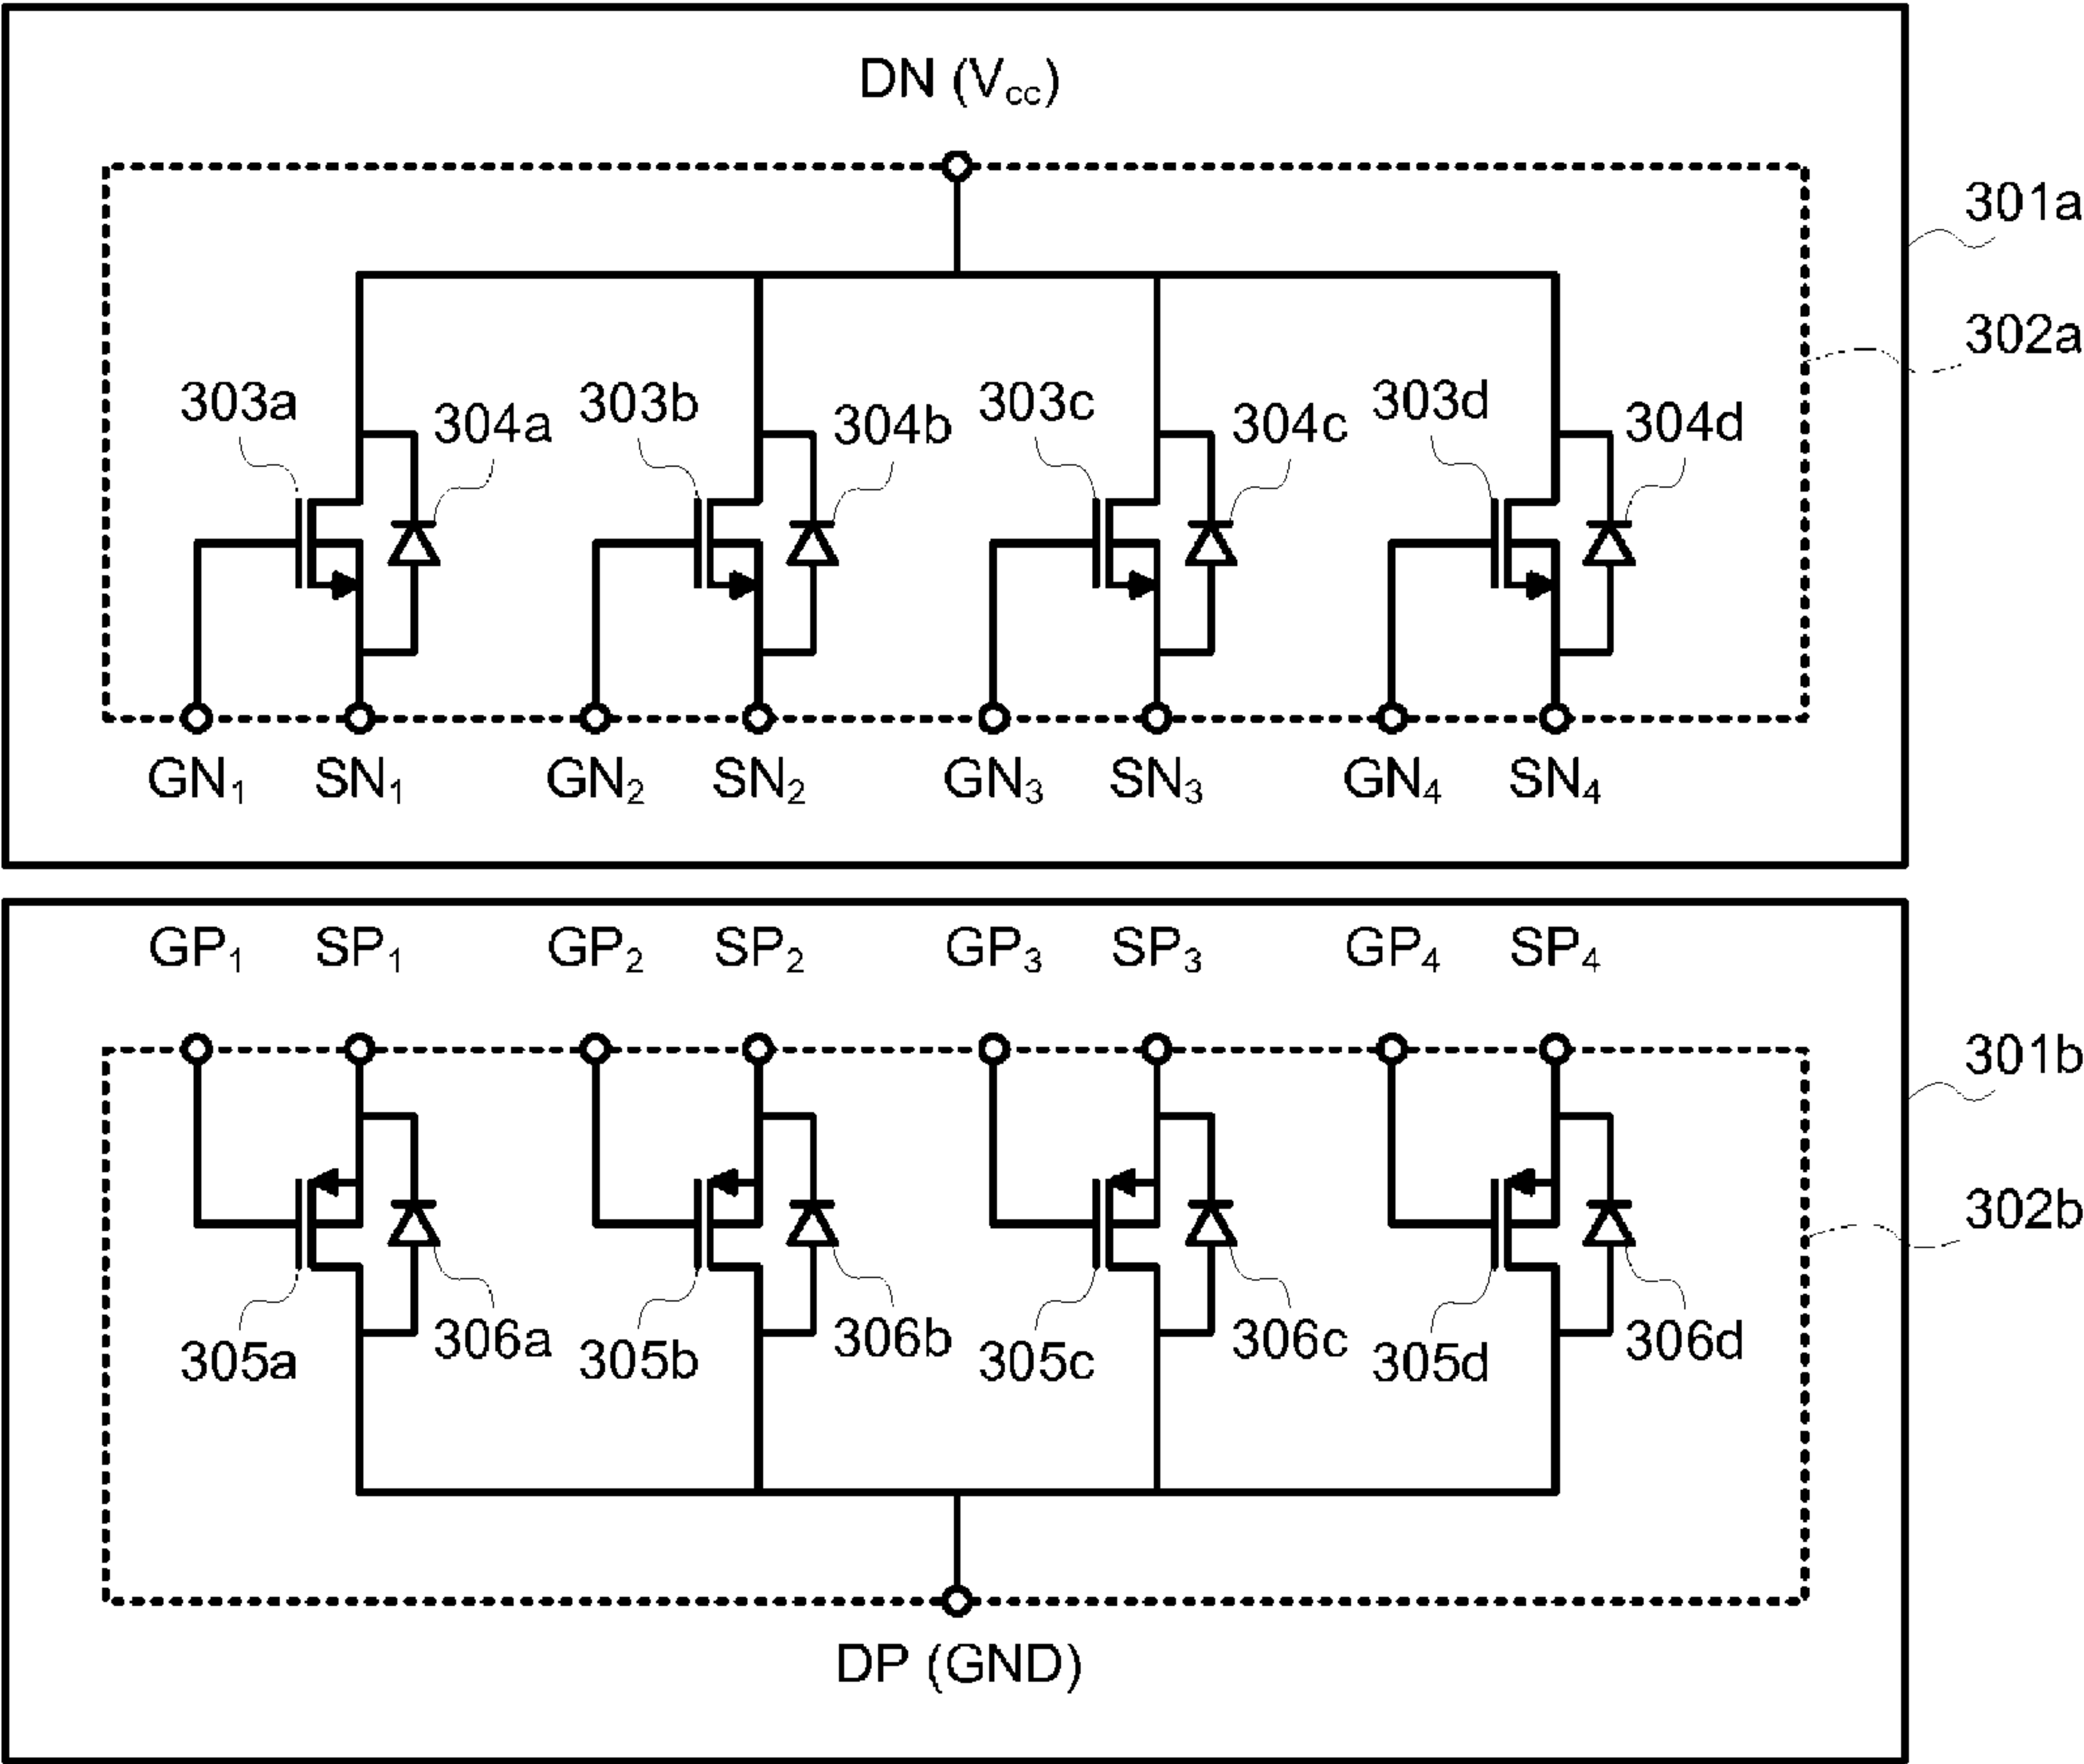 DN (Vcc)
301a
302a
303a 304a 303b 304b 303c 304c 303d 304d
GN1 SN1 GN2 SN2 GN3 SN3 GN4 SN4
GP1 SP1 GP2 SP2 GP3 SP3 GP4 SP4
301b
302b
305a 306a 305b 306b 305c 306c 305d 306d
DP (GND)